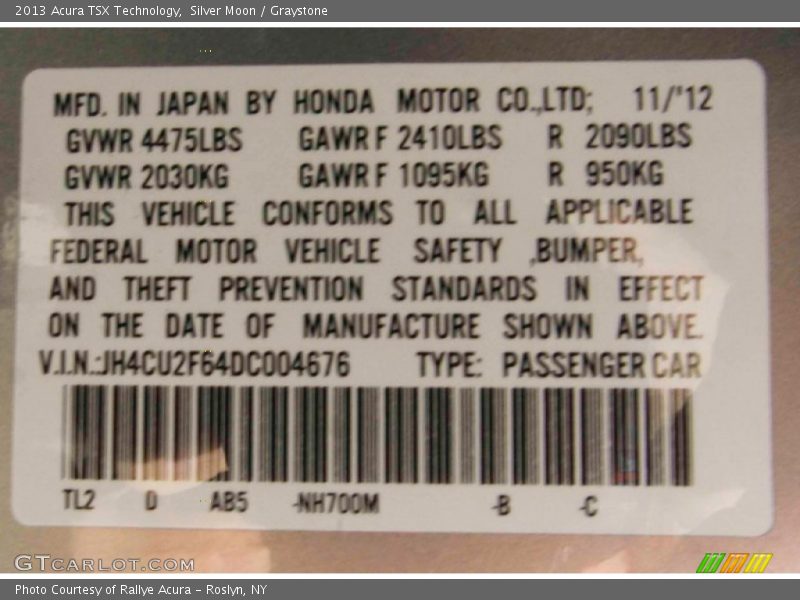 2013 Acura TSX Technology, Silver Moon / Graystone
MFD. IN JAPAN BY HONDA MOTOR CO.,LTD; 11/'12
GVWR 4475LBS GAWR F 2410LBS R 2090LBS
GVWR 2030KG GAWR F 1095KG R 950KG
THIS VEHICLE CONFORMS TO ALL APPLICABLE
FEDERAL MOTOR VEHICLE SAFETY ,BUMPER,
AND THEFT PREVENTION STANDARDS IN EFFECT
ON THE DATE OF MANUFACTURE SHOWN ABOVE.
V.I.N.:JH4CU2F64DC004676 TYPE: PASSENGER CAR
TL2 D AB5 -NH700M -B -C
GTCARLOT.COM
Photo Courtesy of Rallye Acura - Roslyn, NY